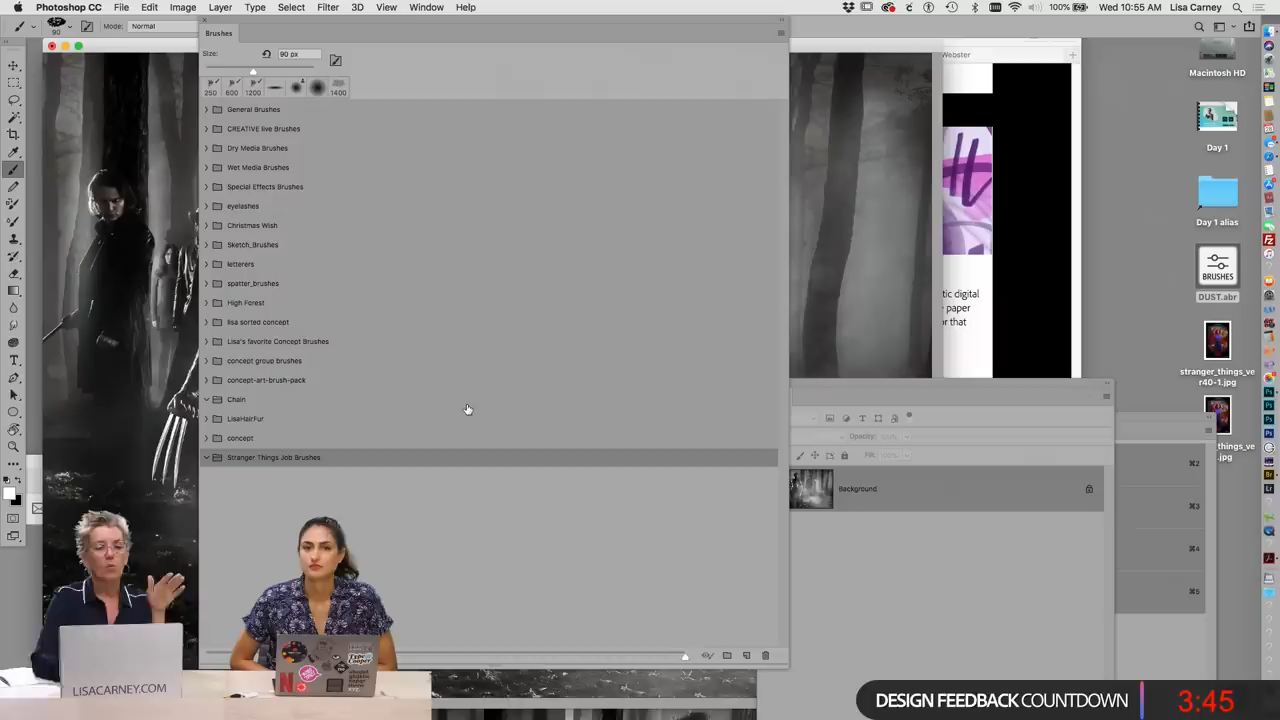 Photoshop CC File Edit Image Layer Type Select Filter 3D View Window Help
100% Wed 10:55 AM Lisa Carney
90
Mode: Normal
Brushes
Size: 90 px
250 600 1200 1400
General Brushes
CREATIVE live Brushes
Dry Media Brushes
Wet Media Brushes
Special Effects Brushes
eyelashes
Christmas Wish
Sketch_Brushes
letterers
spatter_brushes
High Forest
lisa sorted concept
Lisa's favorite Concept Brushes
concept group brushes
concept-art-brush-pack
Chain
LisaHairFur
concept
Stranger Things Job Brushes
Webster
tic digital
e paper
or that
Opacity: 100%
Fill: 100%
Background
⌘2
⌘3
⌘4
⌘5
Macintosh HD
Day 1
Day 1 alias
BRUSHES
DUST.abr
stranger_things_ver40-1.jpg
LISACARNEY.COM
DESIGN FEEDBACK COUNTDOWN 3:45